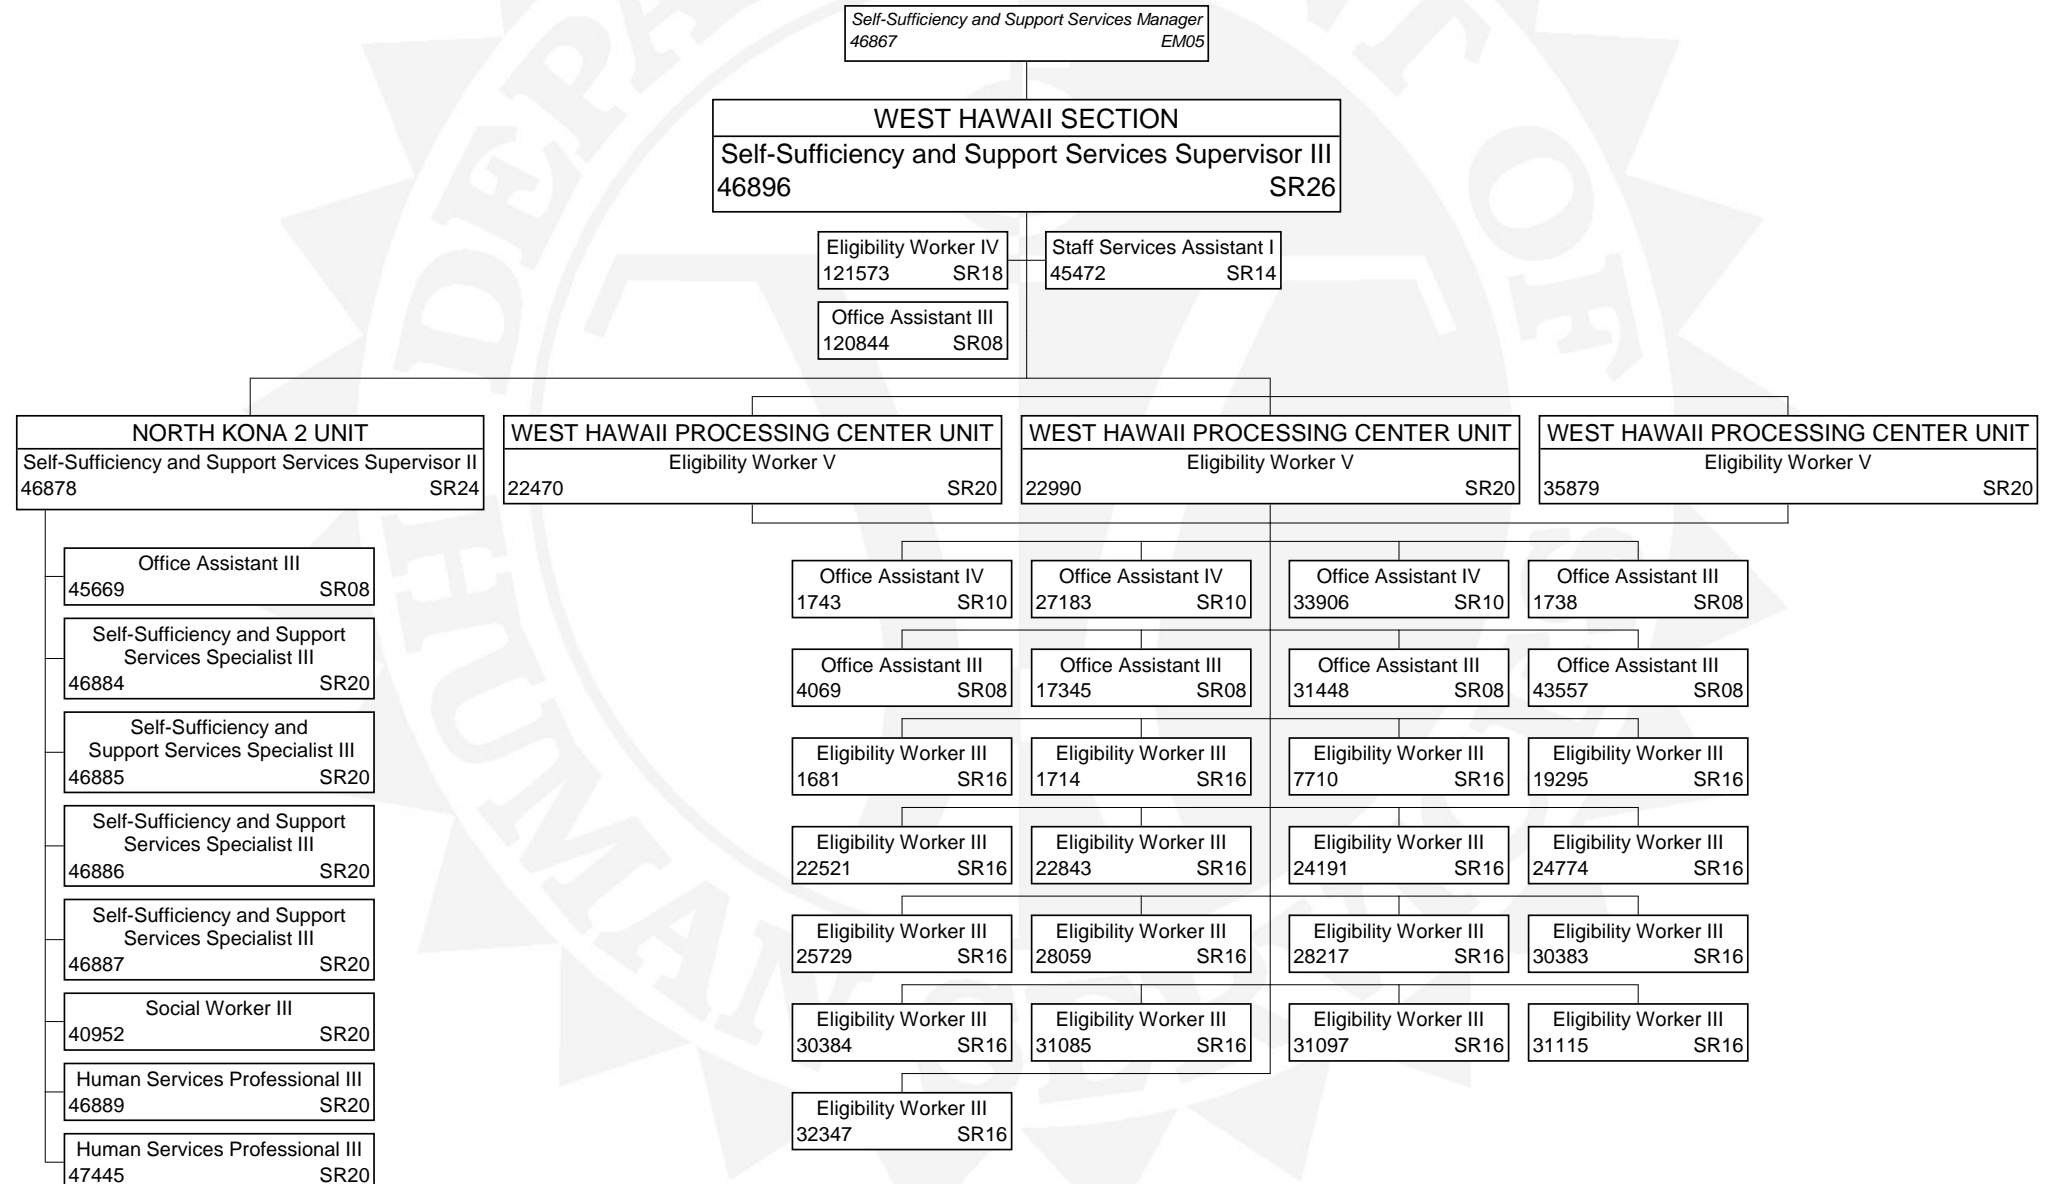 Self-Sufficiency and Support Services Manager
46867 EM05
WEST HAWAII SECTION
Self-Sufficiency and Support Services Supervisor III
46896 SR26
Eligibility Worker IV
121573 SR18
Staff Services Assistant I
45472 SR14
Office Assistant III
120844 SR08
NORTH KONA 2 UNIT
Self-Sufficiency and Support Services Supervisor II
46878 SR24
WEST HAWAII PROCESSING CENTER UNIT
Eligibility Worker V
22470 SR20
WEST HAWAII PROCESSING CENTER UNIT
Eligibility Worker V
22990 SR20
WEST HAWAII PROCESSING CENTER UNIT
Eligibility Worker V
35879 SR20
Office Assistant III
45669 SR08
Self-Sufficiency and Support
Services Specialist III
46884 SR20
Self-Sufficiency and
Support Services Specialist III
46885 SR20
Self-Sufficiency and Support
Services Specialist III
46886 SR20
Self-Sufficiency and Support
Services Specialist III
46887 SR20
Social Worker III
40952 SR20
Human Services Professional III
46889 SR20
Human Services Professional III
47445 SR20
Office Assistant IV
1743 SR10
Office Assistant IV
27183 SR10
Office Assistant IV
33906 SR10
Office Assistant III
1738 SR08
Office Assistant III
4069 SR08
Office Assistant III
17345 SR08
Office Assistant III
31448 SR08
Office Assistant III
43557 SR08
Eligibility Worker III
1681 SR16
Eligibility Worker III
1714 SR16
Eligibility Worker III
7710 SR16
Eligibility Worker III
19295 SR16
Eligibility Worker III
22521 SR16
Eligibility Worker III
22843 SR16
Eligibility Worker III
24191 SR16
Eligibility Worker III
24774 SR16
Eligibility Worker III
25729 SR16
Eligibility Worker III
28059 SR16
Eligibility Worker III
28217 SR16
Eligibility Worker III
30383 SR16
Eligibility Worker III
30384 SR16
Eligibility Worker III
31085 SR16
Eligibility Worker III
31097 SR16
Eligibility Worker III
31115 SR16
Eligibility Worker III
32347 SR16
HUMAN SERVICES